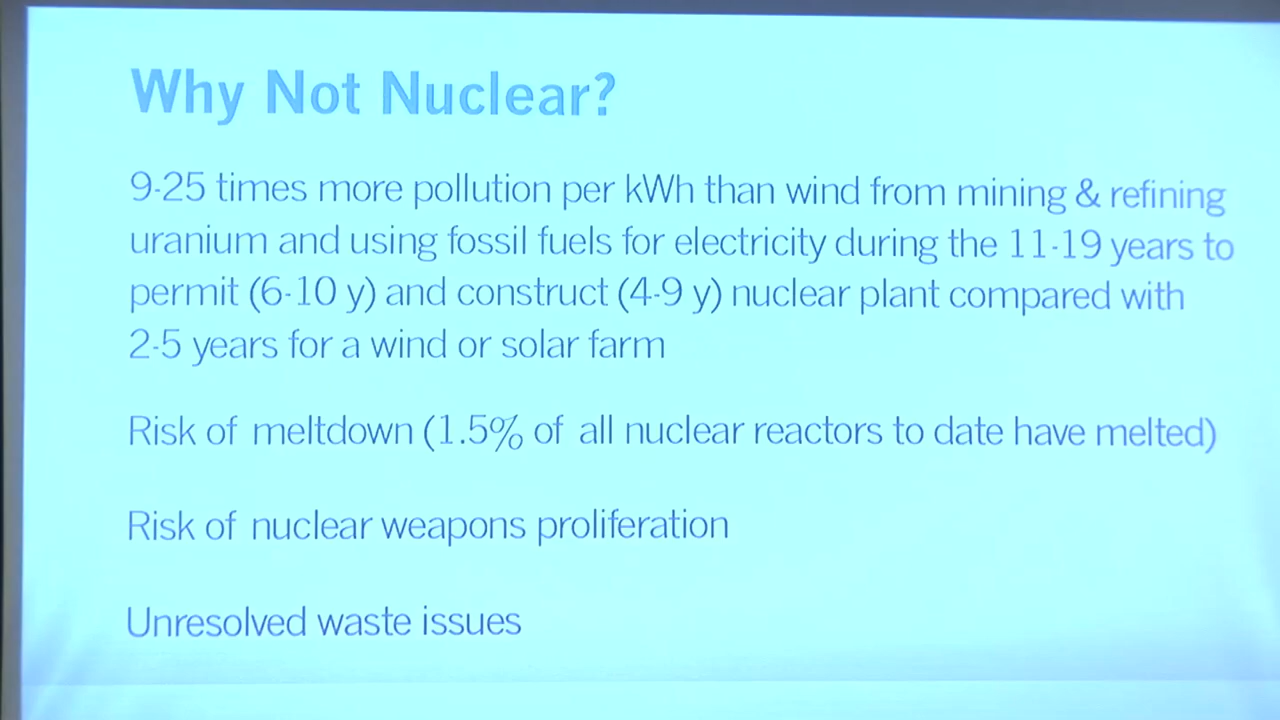 Why Not Nuclear?
9-25 times more pollution per kWh than wind from mining & refining
uranium and using fossil fuels for electricity during the 11-19 years to
permit (6-10 y) and construct (4-9 y) nuclear plant compared with
2-5 years for a wind or solar farm
Risk of meltdown (1.5% of all nuclear reactors to date have melted)
Risk of nuclear weapons proliferation
Unresolved waste issues